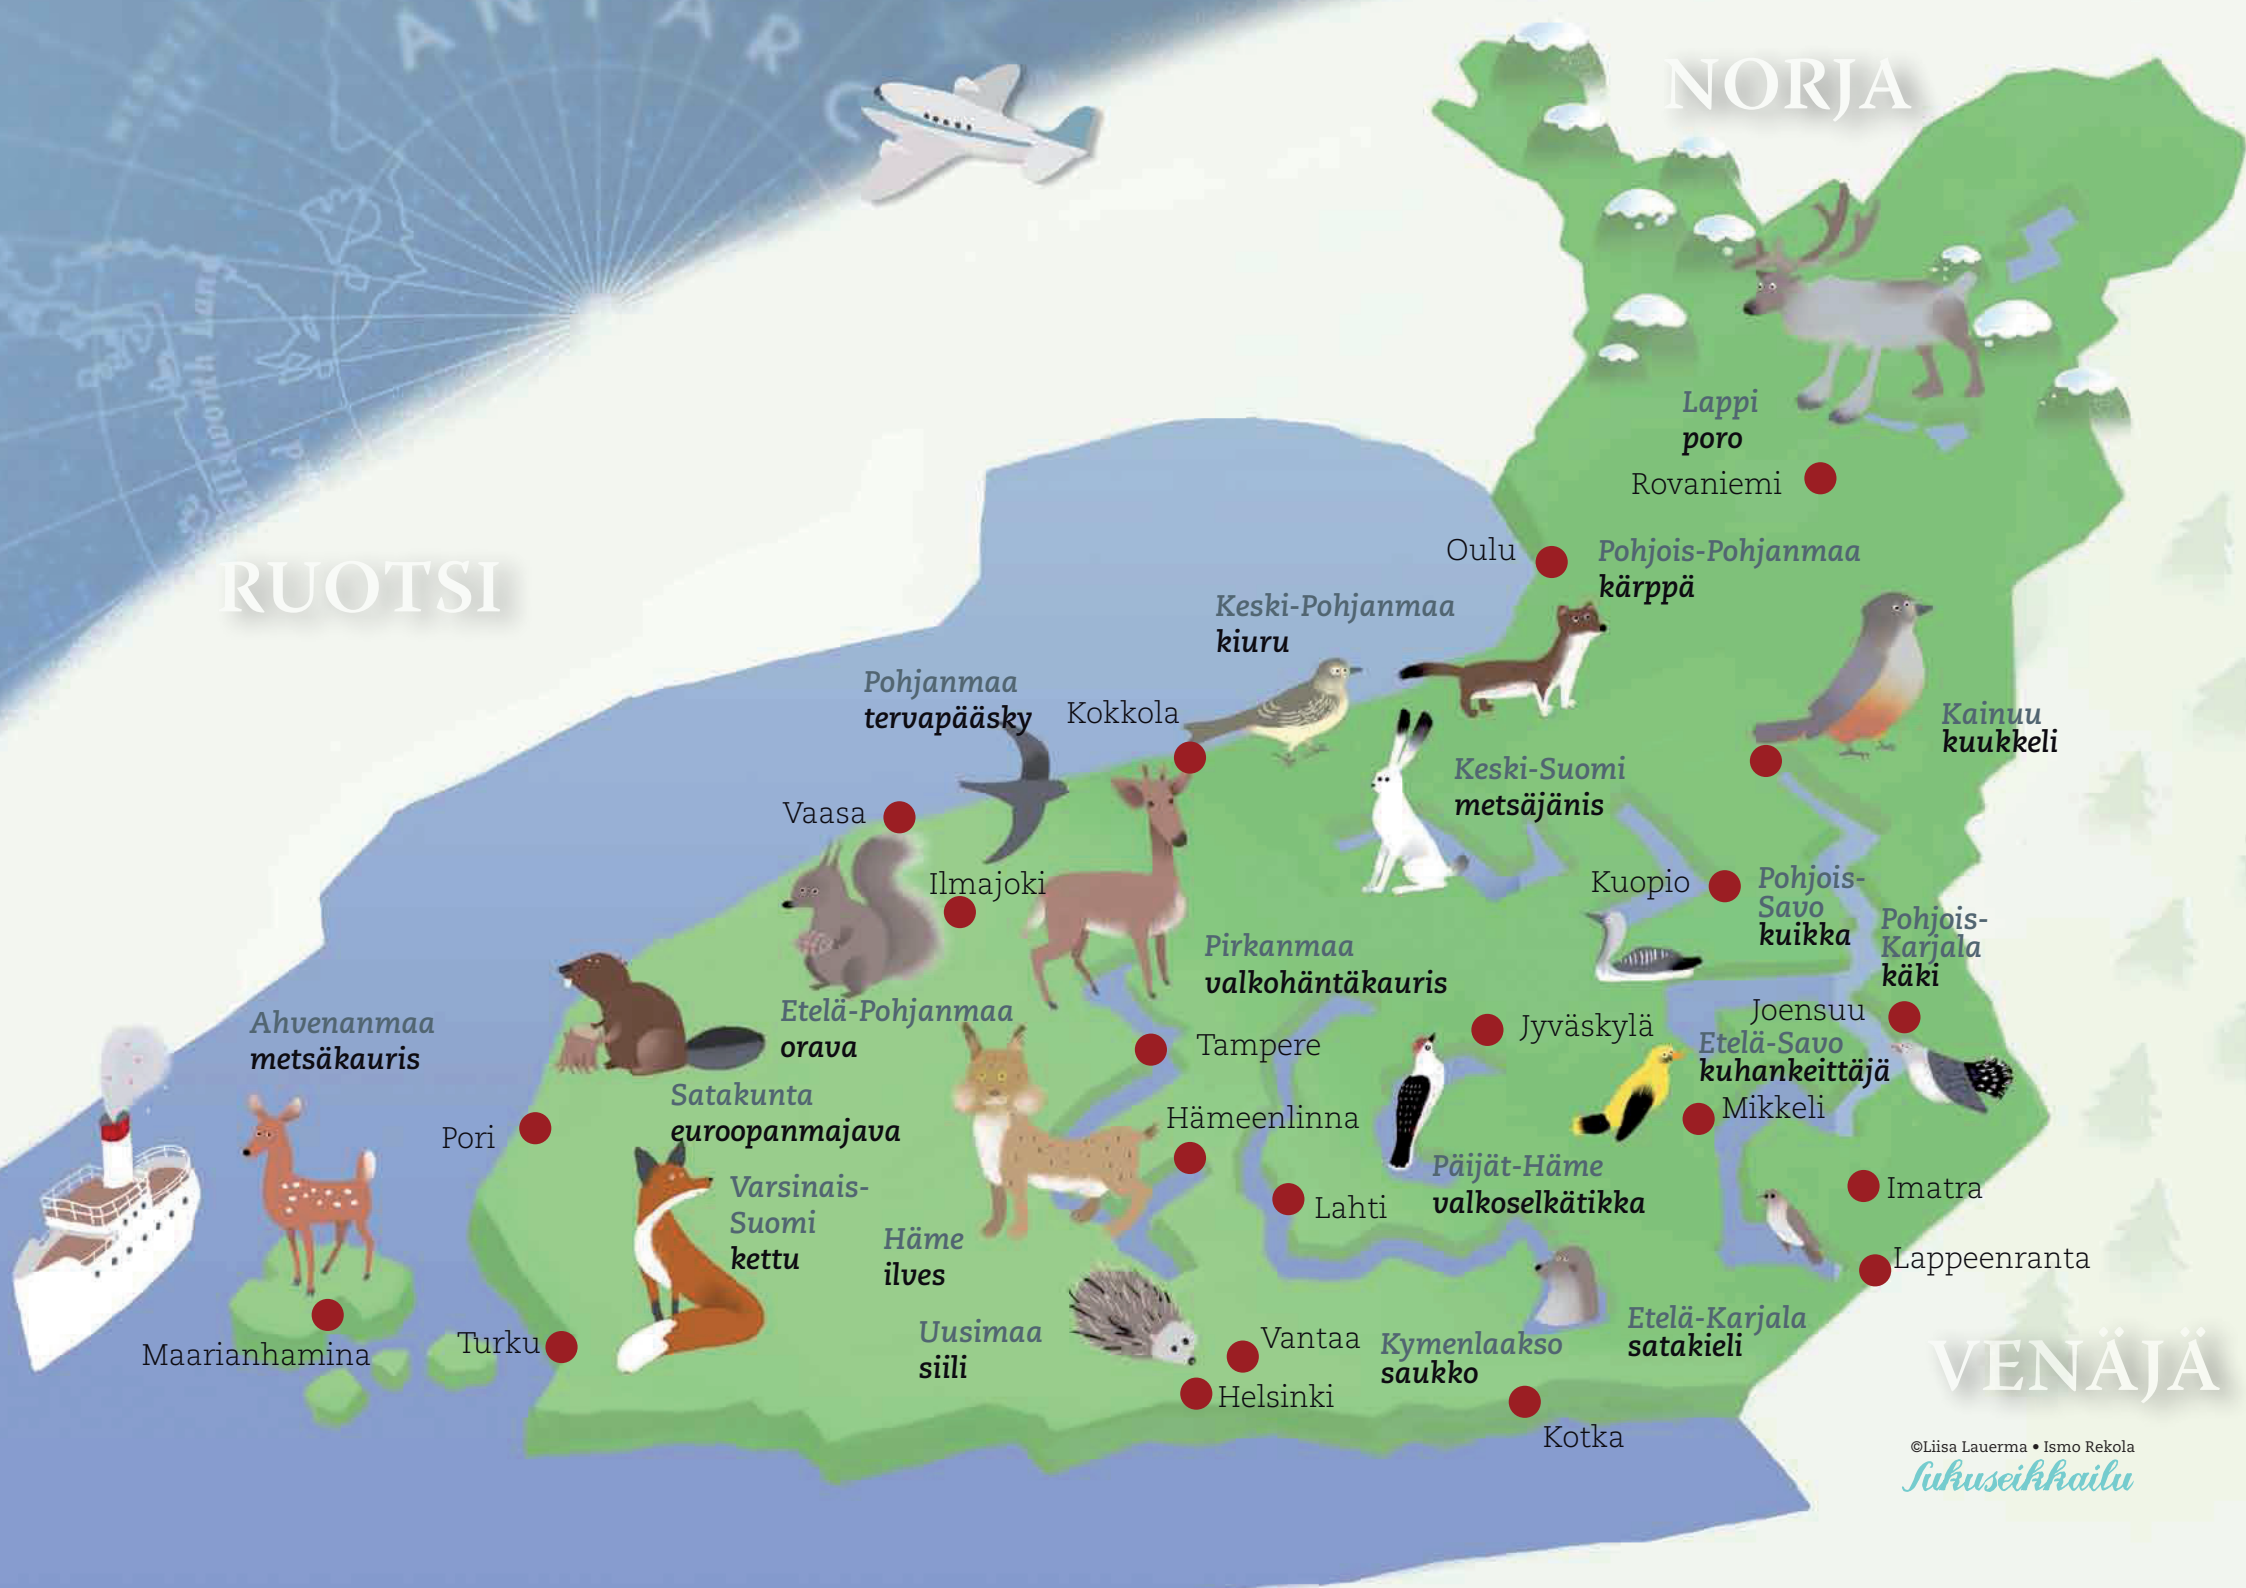 ANTARC
NORJA
RUOTSI
Lappi
poro
Rovaniemi
Oulu
Pohjois-Pohjanmaa
kärppä
Keski-Pohjanmaa
kiuru
Pohjanmaa
tervapääsky
Kokkola
Kainuu
kuukkeli
Keski-Suomi
metsäjänis
Vaasa
Ilmajoki
Kuopio
Pohjois-
Savo
kuikka
Pohjois-
Karjala
käki
Pirkanmaa
valkohäntäkauris
Etelä-Pohjanmaa
orava
Ahvenanmaa
metsäkauris
Tampere
Jyväskylä
Joensuu
Etelä-Savo
kuhankeittäjä
Mikkeli
Satakunta
euroopanmajava
Pori
Hämeenlinna
Päijät-Häme
valkoselkätikka
Lahti
Imatra
Varsinais-
Suomi
kettu
Häme
ilves
Lappeenranta
Uusimaa
siili
Vantaa
Kymenlaakso
saukko
Etelä-Karjala
satakieli
Maarianhamina
Turku
Helsinki
Kotka
VENÄJÄ
©Liisa Lauerma • Ismo Rekola
Sukuseikkailu